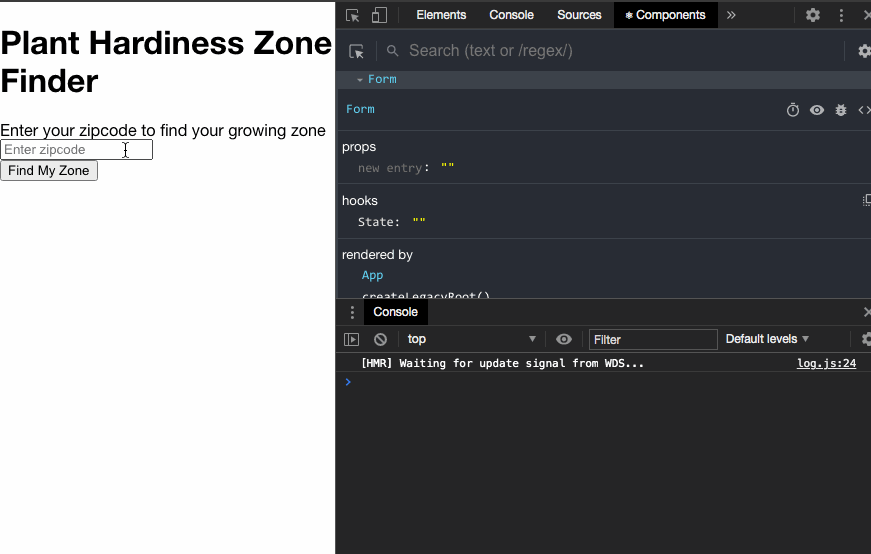 Plant Hardiness Zone
Finder
Enter your zipcode to find your growing zone
Enter zipcode
Find My Zone
Elements Console Sources ⚛ Components »
Search (text or /regex/)
Form
Form
props
new entry: ""
hooks
State: ""
rendered by
App
createLegacyRoot()
Console
top ▼ Filter Default levels ▼
[HMR] Waiting for update signal from WDS... log.js:24
>